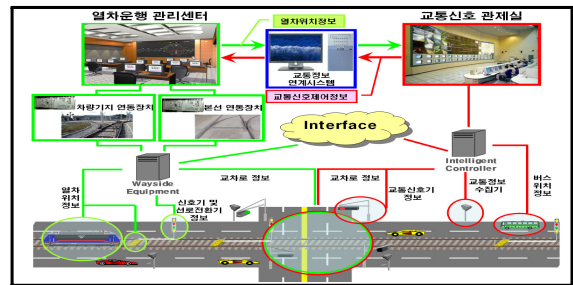 열차운행 관리센터
열차위치정보
교통신호 관제실
교통정보
연계시스템
교통신호제어정보
차량기지 연동장치
본선 연동장치
Interface
Wayside
Equipment
Intelligent
Controller
열차
위치
정보
신호기 및
선로전환기
정보
교차로 정보
교차로 정보
교통신호기
정보
교통정보
수집기
버스
위치
정보